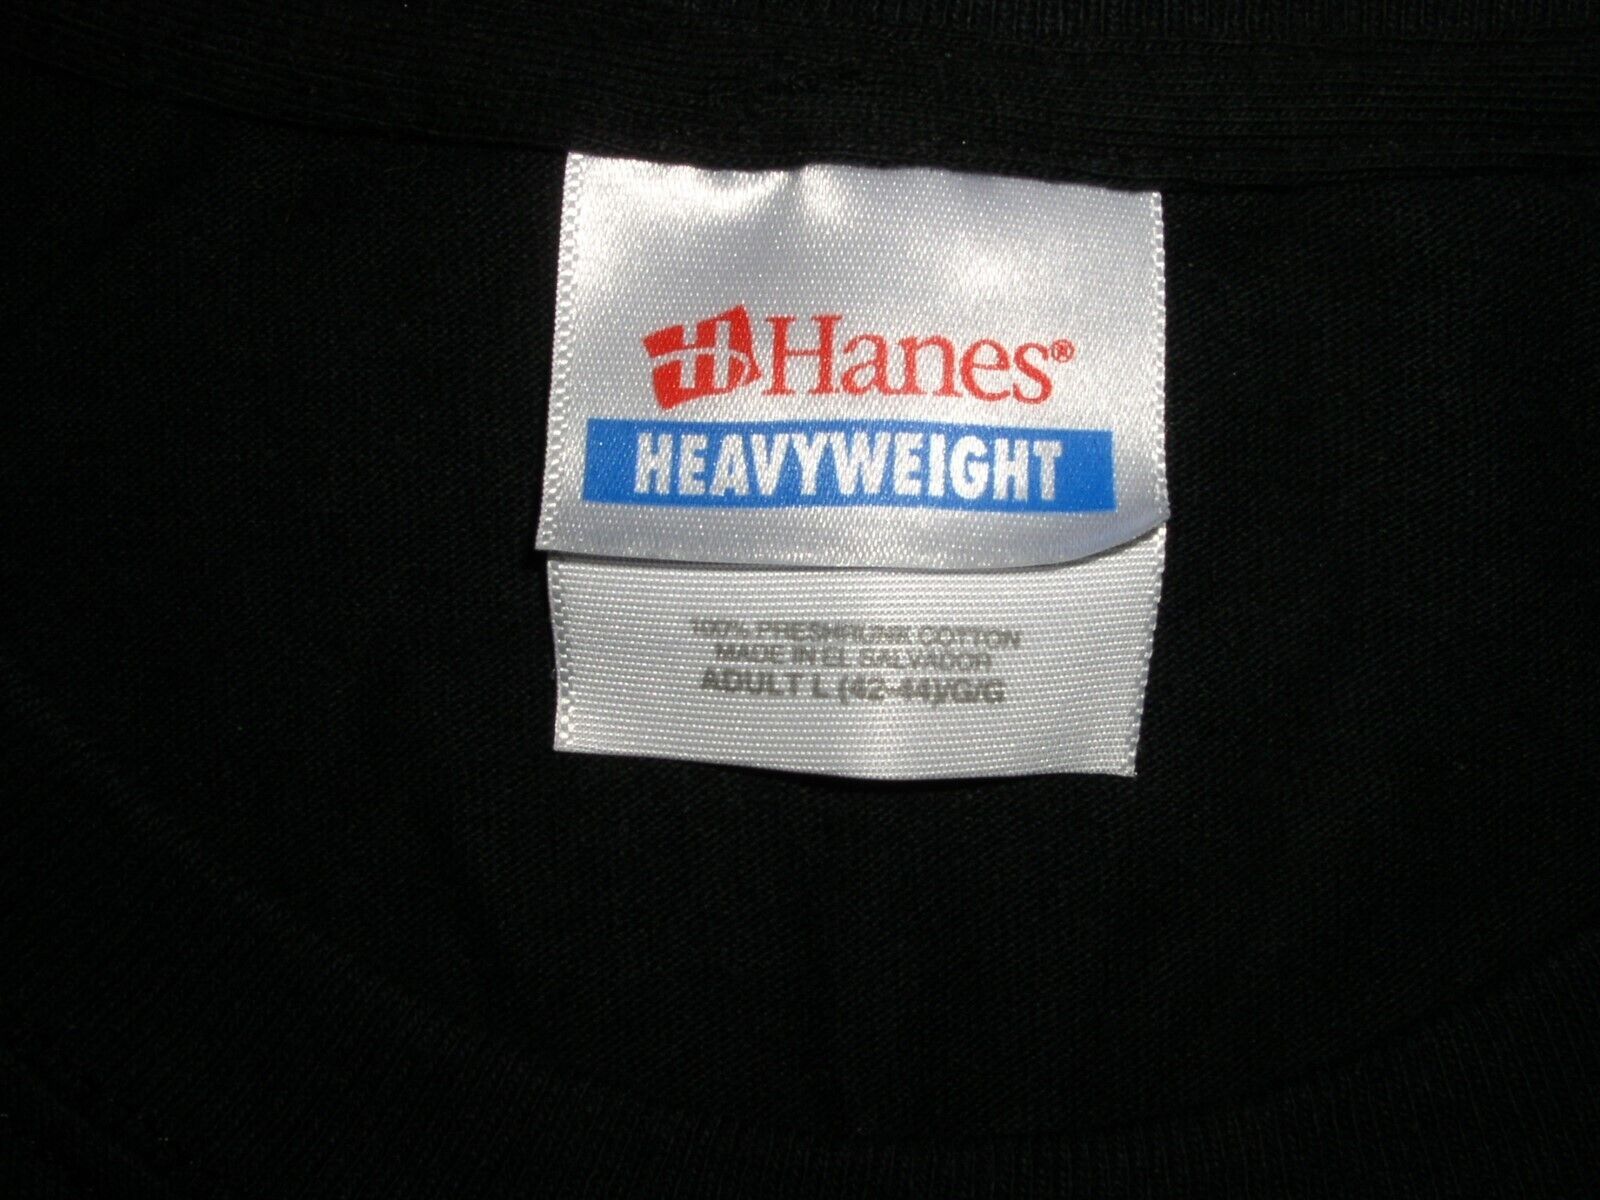 H Hanes®
HEAVYWEIGHT
100% PRESHRUNK COTTON
MADE IN EL SALVADOR
ADULT L (42-44)/G/G